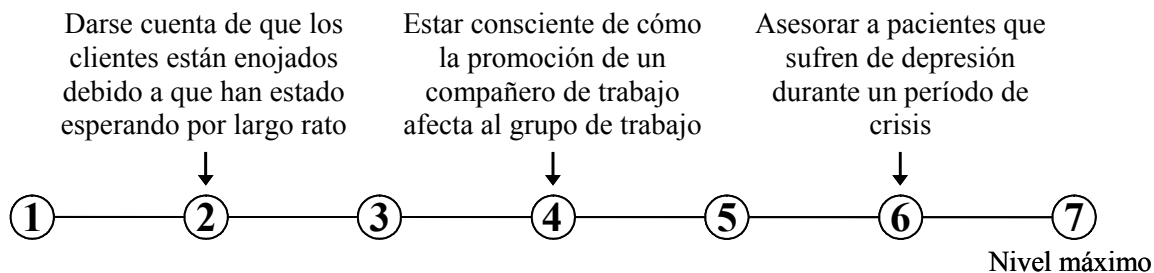 Darse cuenta de que los
clientes están enojados
debido a que han estado
esperando por largo rato
Estar consciente de cómo
la promoción de un
compañero de trabajo
afecta al grupo de trabajo
Asesorar a pacientes que
sufren de depresión
durante un período de
crisis
1 2 3 4 5 6 7
Nivel máximo